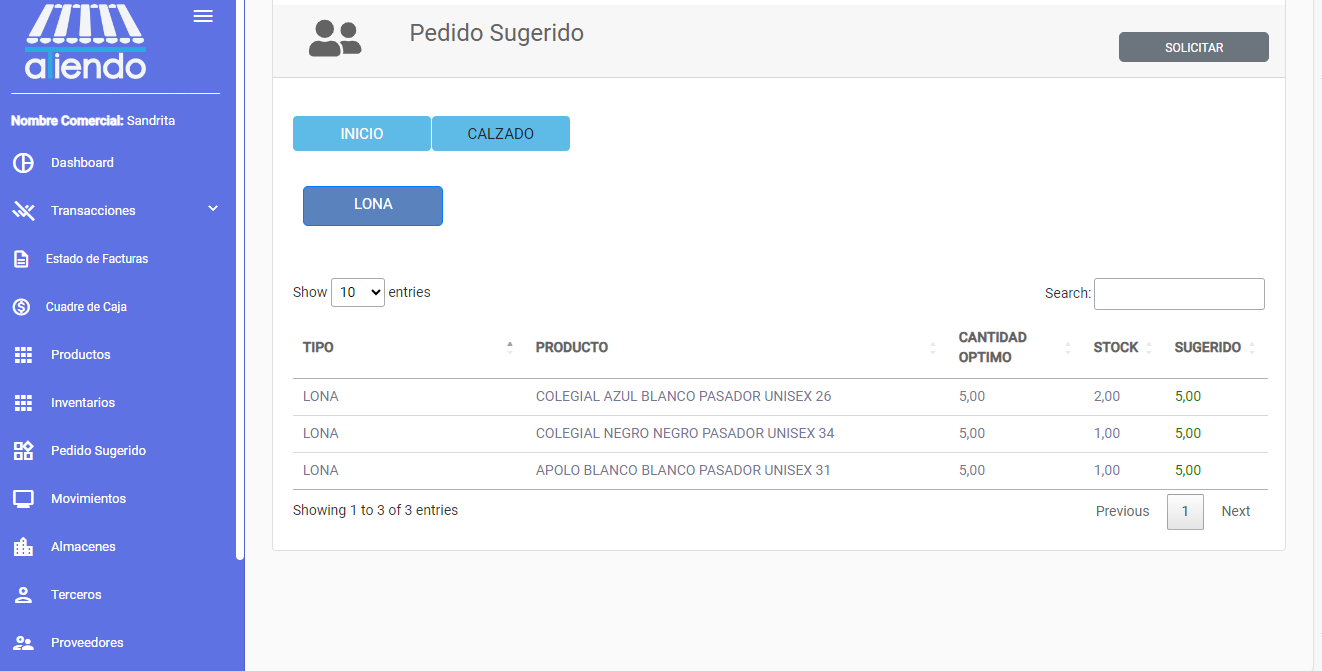 aTiendo
Nombre Comercial: Sandrita
Dashboard
Transacciones
Estado de Facturas
Cuadre de Caja
Productos
Inventarios
Pedido Sugerido
Movimientos
Almacenes
Terceros
Proveedores
Pedido Sugerido
SOLICITAR
INICIO CALZADO
LONA
Show 10 entries Search:
TIPO PRODUCTO CANTIDAD OPTIMO STOCK SUGERIDO
LONA COLEGIAL AZUL BLANCO PASADOR UNISEX 26 5,00 2,00 5,00
LONA COLEGIAL NEGRO NEGRO PASADOR UNISEX 34 5,00 1,00 5,00
LONA APOLO BLANCO BLANCO PASADOR UNISEX 31 5,00 1,00 5,00
Showing 1 to 3 of 3 entries Previous 1 Next